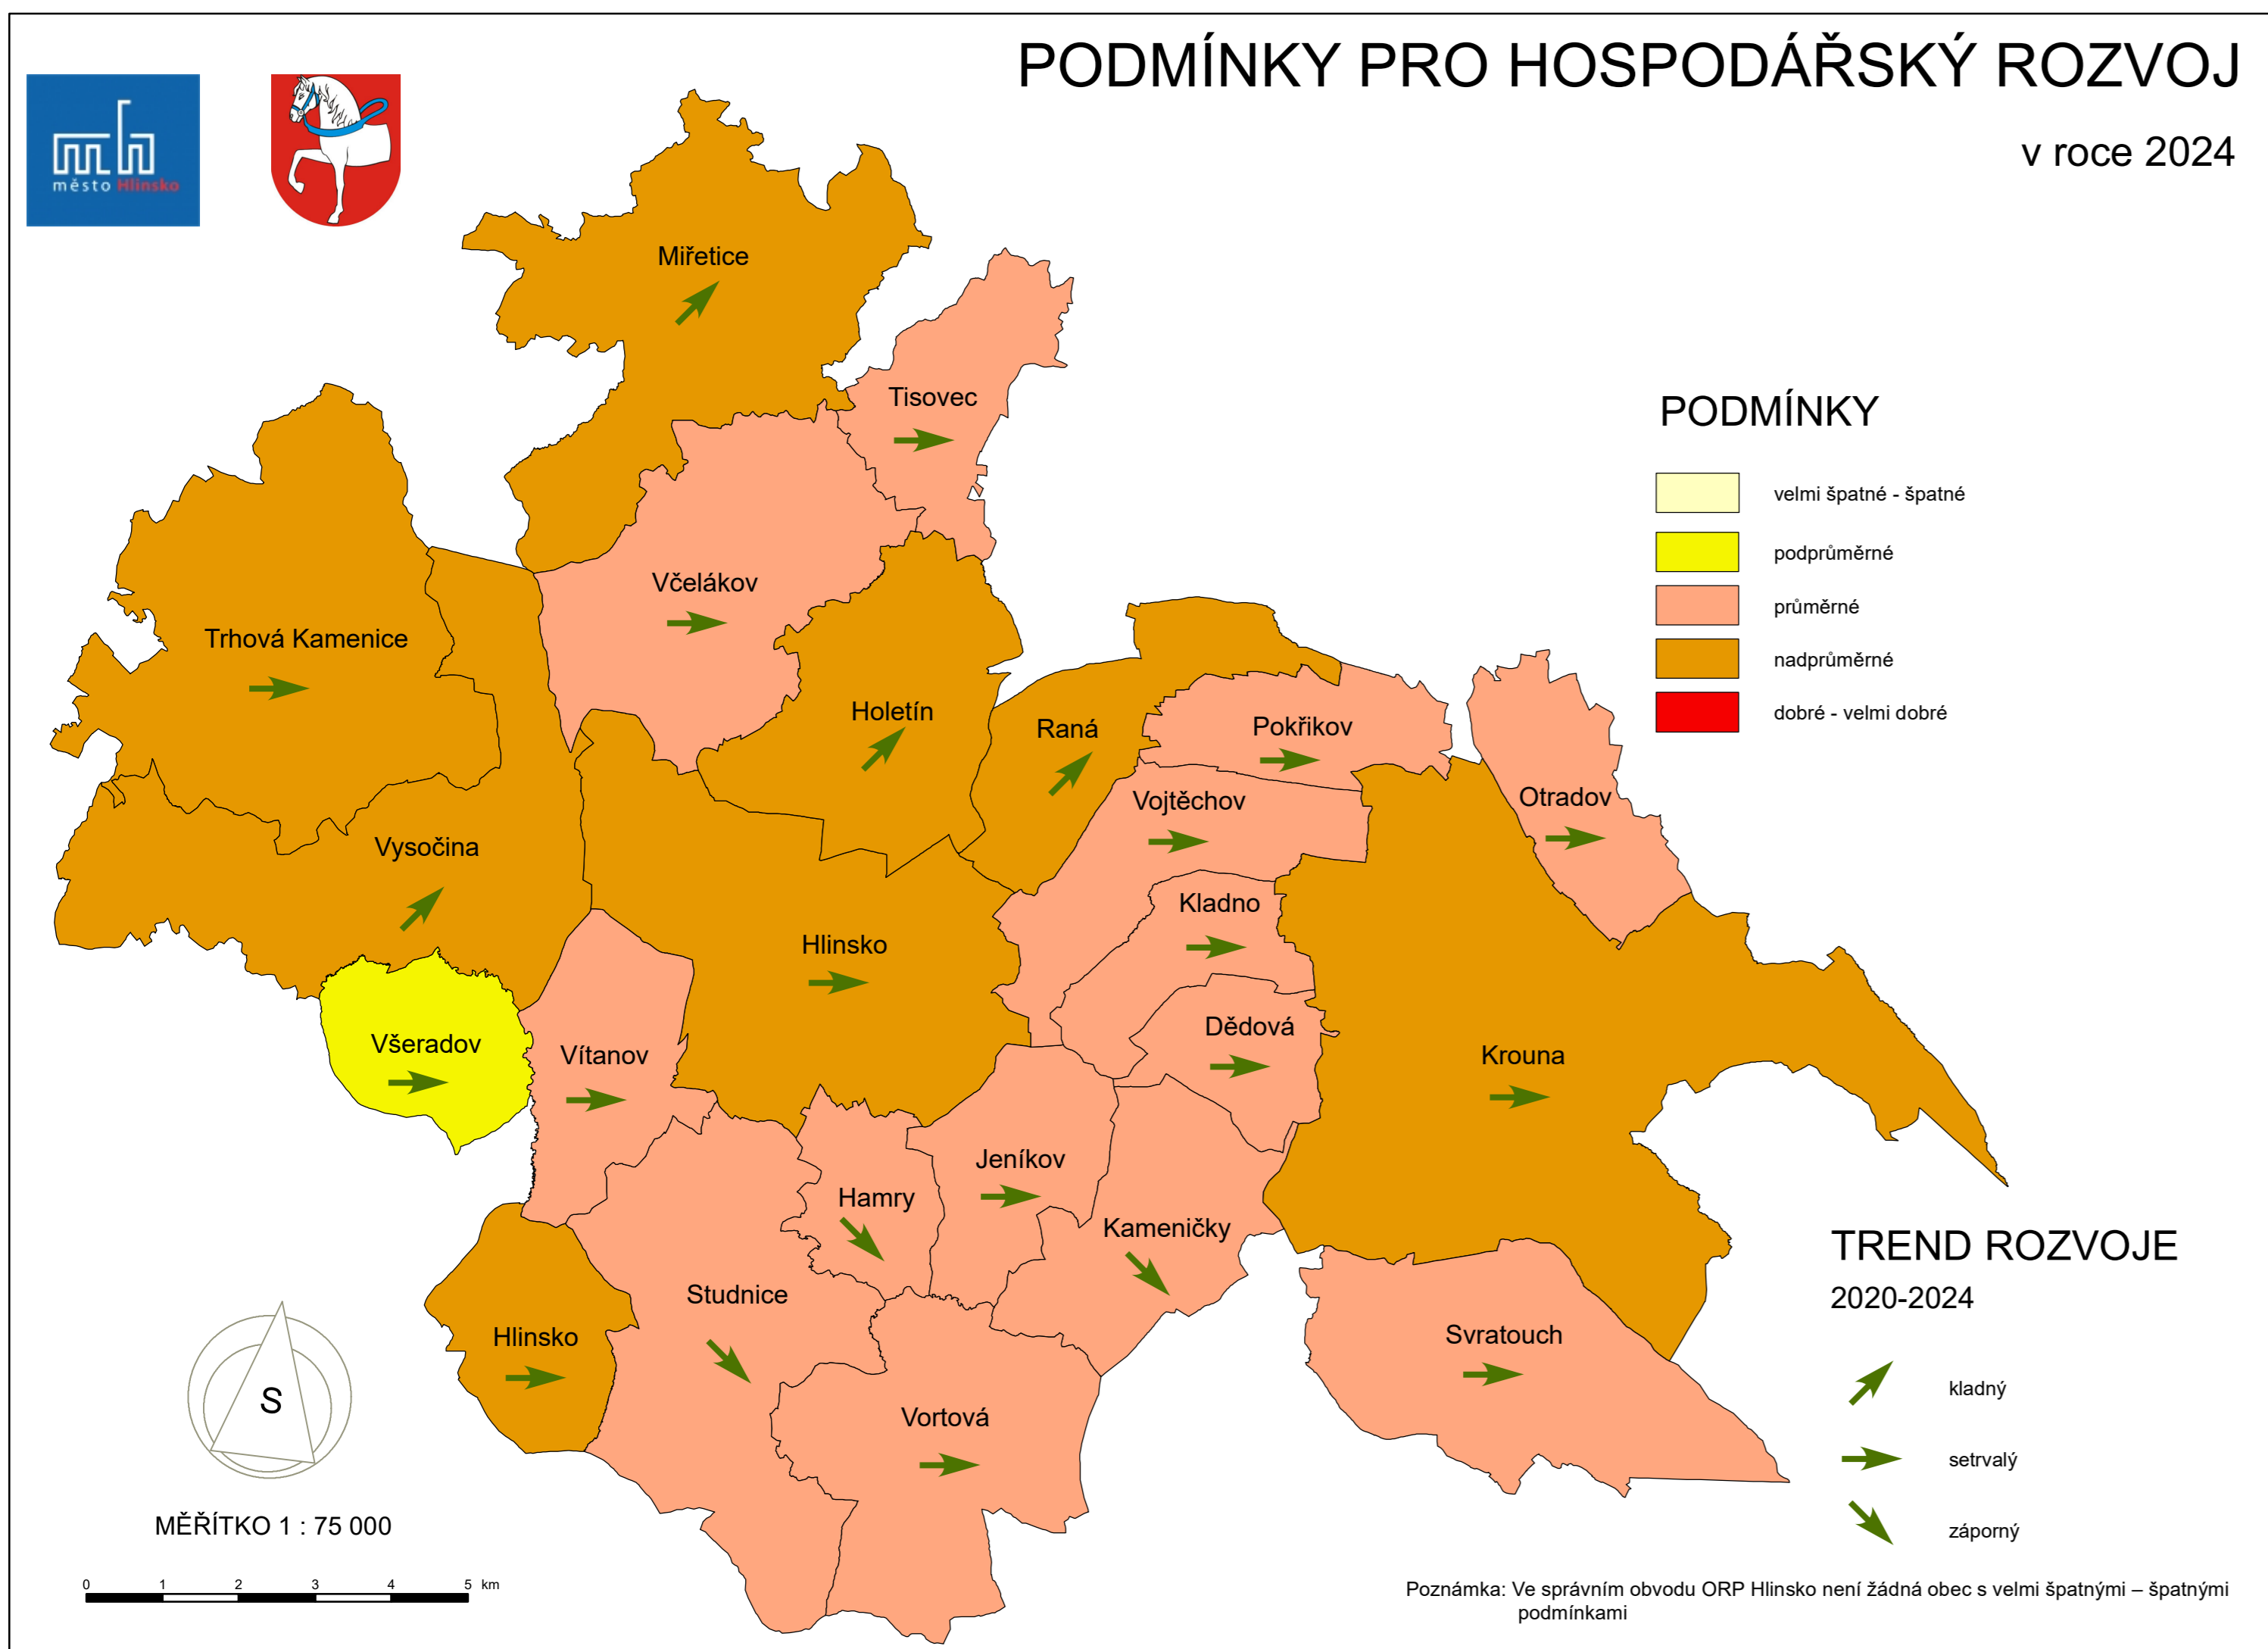 PODMÍNKY PRO HOSPODÁŘSKÝ ROZVOJ
v roce 2024
mh
město Hlinsko
Miřetice
Tisovec
PODMÍNKY
velmi špatné - špatné
podprůměrné
průměrné
nadprůměrné
dobré - velmi dobré
Včelákov
Trhová Kamenice
Holetín
Raná
Pokřikov
Vojtěchov
Otradov
Vysočina
Kladno
Hlinsko
Dědová
Všeradov
Vítanov
Krouna
Jeníkov
Hamry
Kameničky
Studnice
Hlinsko
Svratouch
Vortová
TREND ROZVOJE
2020-2024
kladný
setrvalý
záporný
S
MĚŘÍTKO 1 : 75 000
0 1 2 3 4 5 km
Poznámka: Ve správním obvodu ORP Hlinsko není žádná obec s velmi špatnými – špatnými
podmínkami